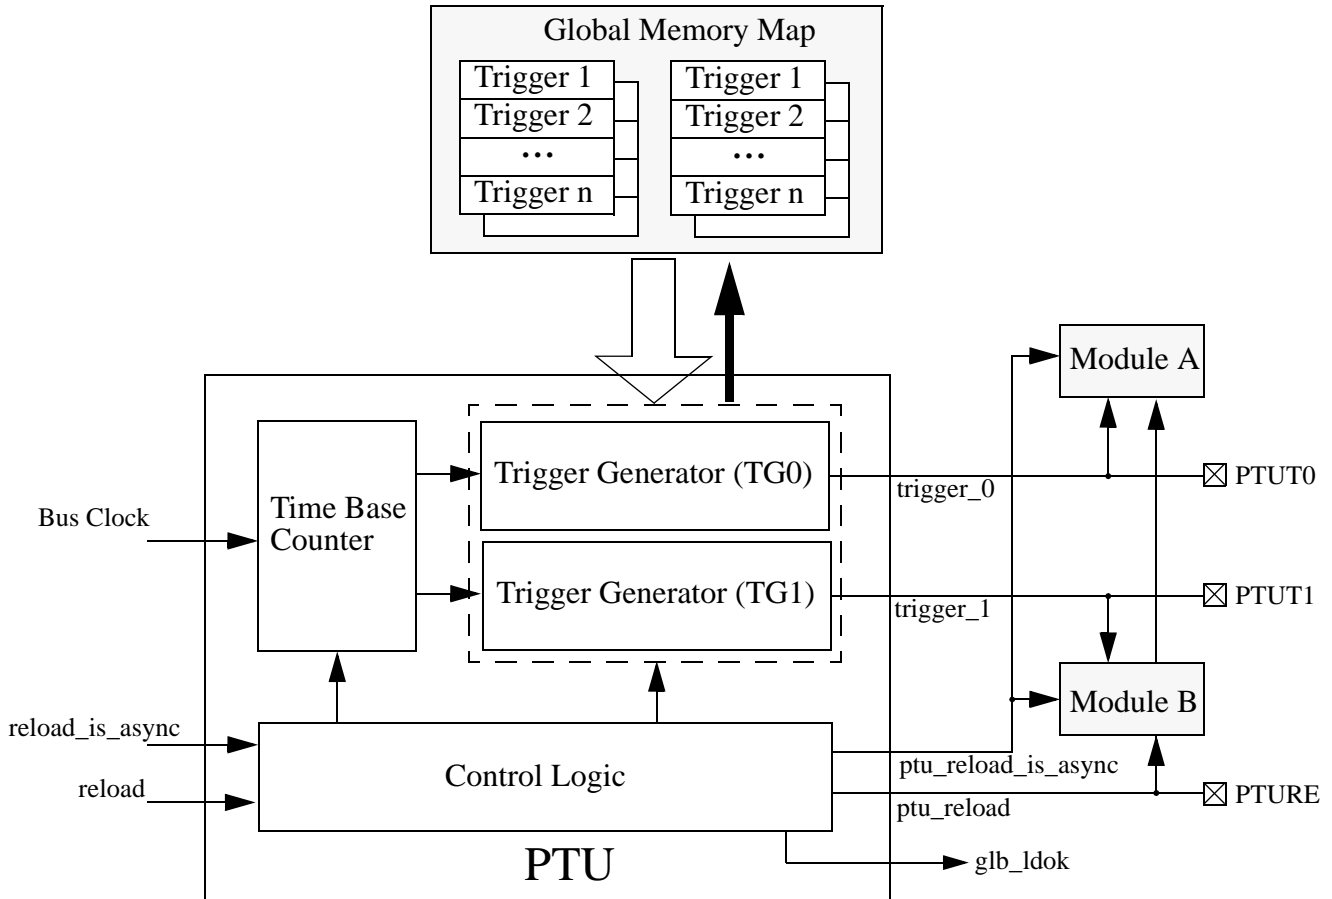 Global Memory Map
Trigger 1
Trigger 2
...
Trigger n
Trigger 1
Trigger 2
...
Trigger n
Module A
Trigger Generator (TG0)
trigger_0
PTUT0
Time Base
Counter
Bus Clock
Trigger Generator (TG1)
trigger_1
PTUT1
Module B
reload_is_async
reload
Control Logic
ptu_reload_is_async
ptu_reload
PTURE
glb_ldok
PTU